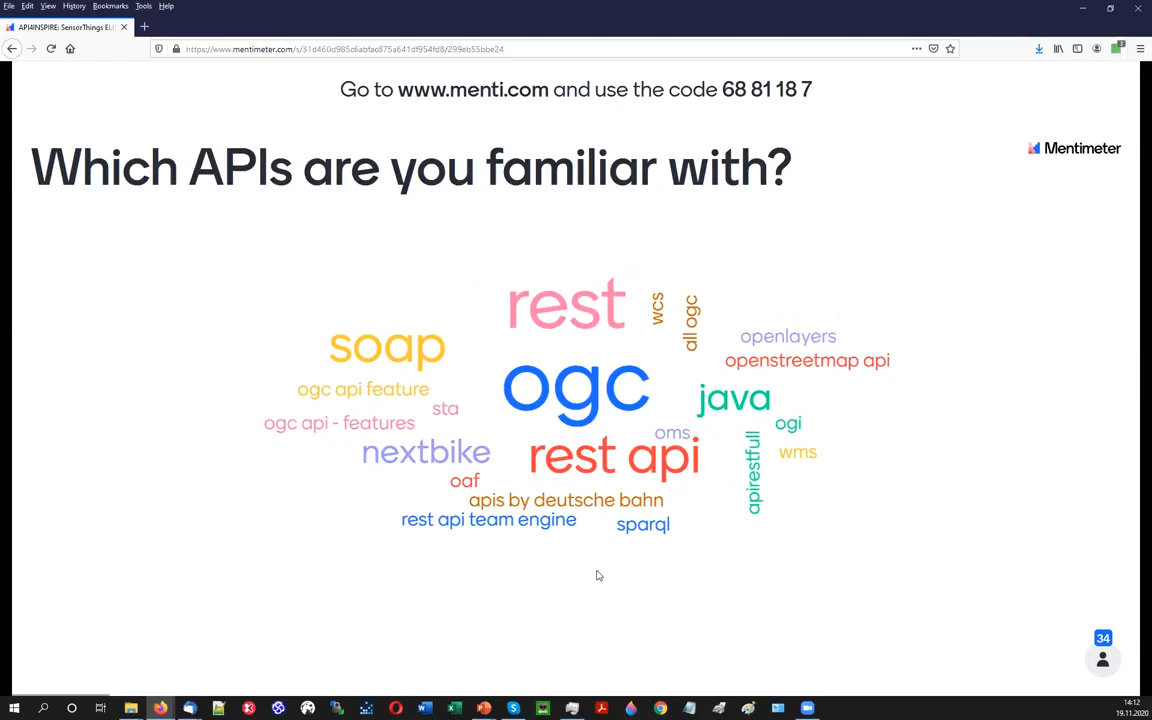 File Edit View History Bookmarks Tools Help
API4INSPIRE: SensorThings EL
https://www.mentimeter.com/s/31d460d985c6abfac875a641df954fd8/299eb55bbe24
3
Go to www.menti.com and use the code 68 81 18 7
Which APIs are you familiar with?
Mentimeter
rest
wcs
all ogc
soap
openlayers
openstreetmap api
ogc api feature
ogc
java
sta
ogc api - features
ogi
oms
nextbike
rest api
apirestfull
wms
oaf
apis by deutsche bahn
rest api team engine
sparql
34
14:12
19.11.2020